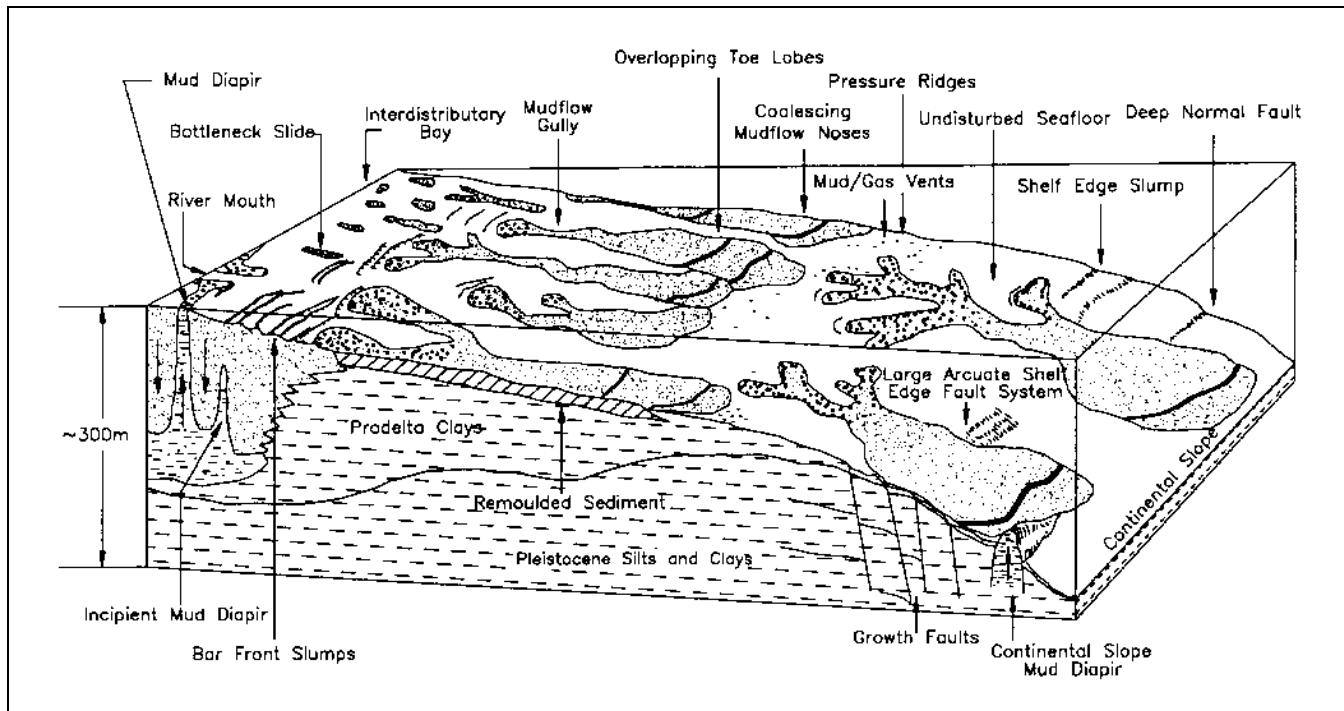 Overlapping Toe Lobes
Mud Diapir
Pressure Ridges
Bottleneck Slide
Interdistributary
Bay
Mudflow
Gully
Coalescing
Mudflow Noses
Undisturbed Seafloor
Deep Normal Fault
River Mouth
Mud/Gas Vents
Shelf Edge Slump
Large Arcuate Shelf
Edge Fault System
~300m
Prodelta Clays
Remoulded Sediment
Pleistocene Silts and Clays
Continental Slope
Incipient Mud Diapir
Bar Front Slumps
Growth Faults
Continental Slope
Mud Diapir